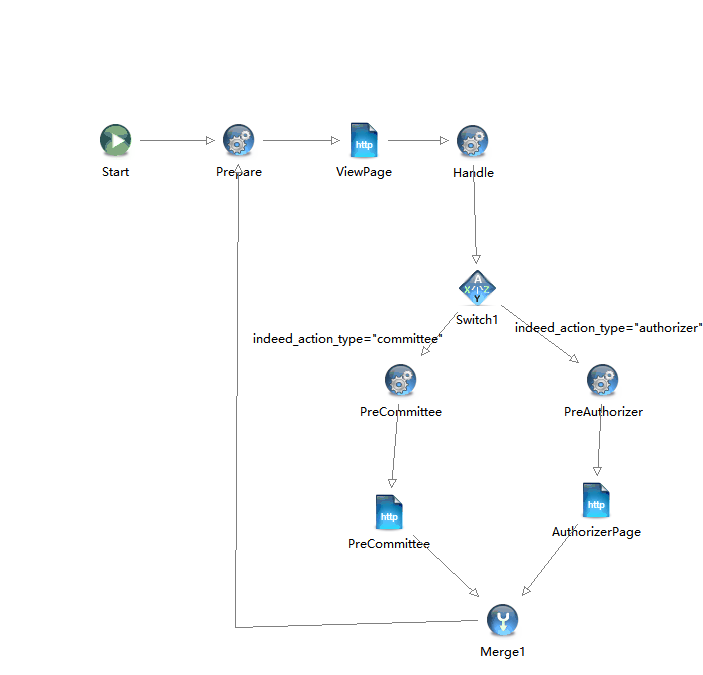 http
Start
Prepare
ViewPage
Handle
A
X Z
Y
Switch1
indeed_action_type="authorizer"
indeed_action_type="committee"
PreCommittee
PreAuthorizer
http
http
AuthorizerPage
PreCommittee
Merge1